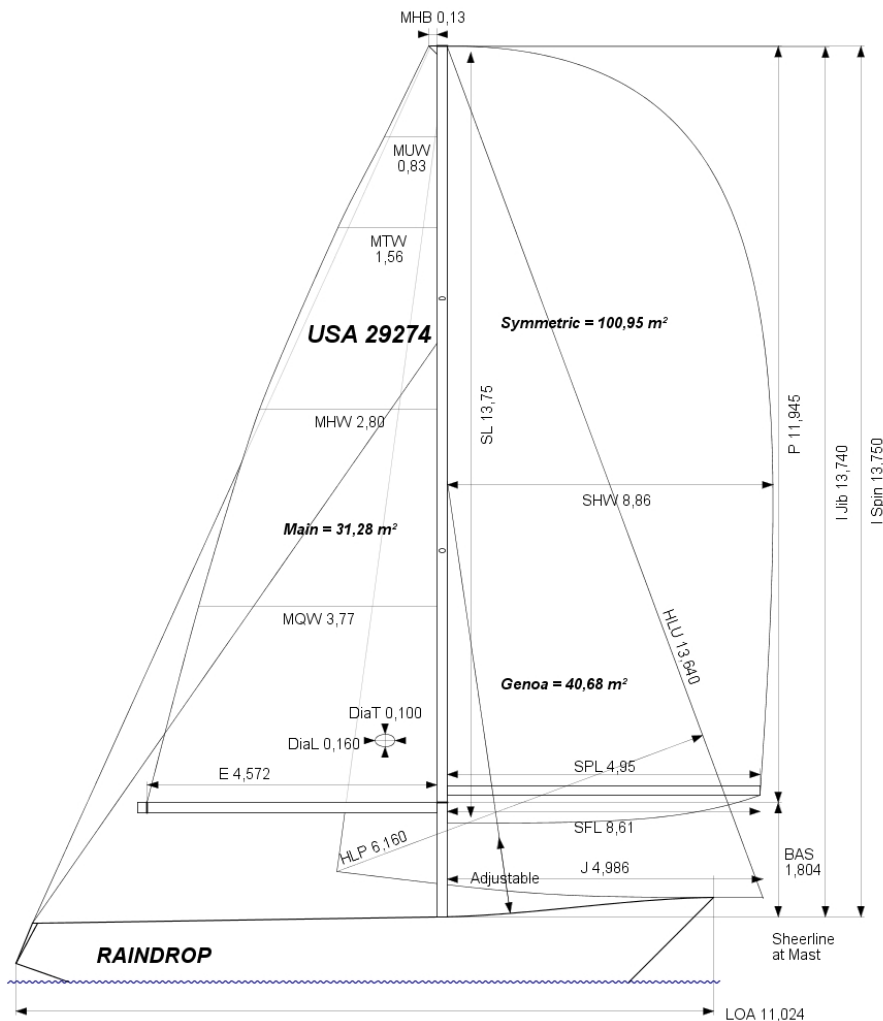 MHB 0,13
MUW
0,83
MTW
1,56
USA 29274
Symmetric = 100,95 m²
SL 13,75
P 11,945
I Jib 13,740
I Spin 13.750
MHW 2,80
SHW 8,86
Main = 31,28 m²
MQW 3,77
HLU 13,640
Genoa = 40,68 m²
DiaT 0,100
DiaL 0,160
E 4,572
SPL 4,95
SFL 8,61
HLP 6,160
J 4,986
Adjustable
BAS
1,804
RAINDROP
Sheerline
at Mast
LOA 11,024